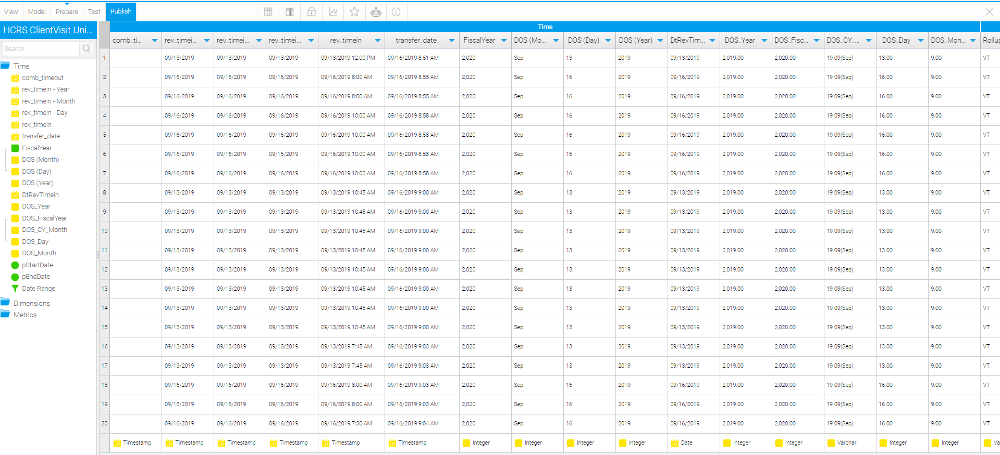 View Model Prepare Test Publish
HCRS ClientVisit Uni...
Search
Time
comb_timeout
rev_timein - Year
rev_timein - Month
rev_timein - Day
rev_timein
transfer_date
FiscalYear
DOS (Month)
DOS (Day)
DOS (Year)
DtRevTimein
DOS_Year
DOS_FiscalYear
DOS_CY_Month
DOS_Day
DOS_Month
pStartDate
pEndDate
Date Range
Dimensions
Metrics
Time
comb_ti... rev_timei... rev_timei... rev_timei... rev_timein transfer_date FiscalYear DOS (Mo... DOS (Day) DOS (Year) DtRevTim... DOS_Year DOS_Fisc... DOS_CY_... DOS_Day DOS_Mon... Rollup
1 09/13/2019 09/13/2019 09/13/2019 09/13/2019 12:00 PM 09/16/2019 8:51 AM 2,020 Sep 13 2019 09/13/2019 2,019.00 2,020.00 19 09(Sep) 13.00 9.00 VT
2 09/16/2019 09/16/2019 09/16/2019 09/16/2019 8:00 AM 09/16/2019 8:55 AM 2,020 Sep 16 2019 09/16/2019 2,019.00 2,020.00 19 09(Sep) 16.00 9.00 VT
3 09/16/2019 09/16/2019 09/16/2019 09/16/2019 8:00 AM 09/16/2019 8:55 AM 2,020 Sep 16 2019 09/16/2019 2,019.00 2,020.00 19 09(Sep) 16.00 9.00 VT
4 09/16/2019 09/16/2019 09/16/2019 09/16/2019 10:00 AM 09/16/2019 8:58 AM 2,020 Sep 16 2019 09/16/2019 2,019.00 2,020.00 19 09(Sep) 16.00 9.00 VT
5 09/16/2019 09/16/2019 09/16/2019 09/16/2019 10:00 AM 09/16/2019 8:58 AM 2,020 Sep 16 2019 09/16/2019 2,019.00 2,020.00 19 09(Sep) 16.00 9.00 VT
6 09/16/2019 09/16/2019 09/16/2019 09/16/2019 10:00 AM 09/16/2019 8:58 AM 2,020 Sep 16 2019 09/16/2019 2,019.00 2,020.00 19 09(Sep) 16.00 9.00 VT
7 09/16/2019 09/16/2019 09/16/2019 09/16/2019 10:00 AM 09/16/2019 8:58 AM 2,020 Sep 16 2019 09/16/2019 2,019.00 2,020.00 19 09(Sep) 16.00 9.00 VT
8 09/13/2019 09/13/2019 09/13/2019 09/13/2019 10:45 AM 09/16/2019 9:00 AM 2,020 Sep 13 2019 09/13/2019 2,019.00 2,020.00 19 09(Sep) 13.00 9.00 VT
9 09/13/2019 09/13/2019 09/13/2019 09/13/2019 10:45 AM 09/16/2019 9:00 AM 2,020 Sep 13 2019 09/13/2019 2,019.00 2,020.00 19 09(Sep) 13.00 9.00 VT
10 09/13/2019 09/13/2019 09/13/2019 09/13/2019 10:45 AM 09/16/2019 9:00 AM 2,020 Sep 13 2019 09/13/2019 2,019.00 2,020.00 19 09(Sep) 13.00 9.00 VT
11 09/13/2019 09/13/2019 09/13/2019 09/13/2019 10:45 AM 09/16/2019 9:00 AM 2,020 Sep 13 2019 09/13/2019 2,019.00 2,020.00 19 09(Sep) 13.00 9.00 VT
12 09/13/2019 09/13/2019 09/13/2019 09/13/2019 10:45 AM 09/16/2019 9:00 AM 2,020 Sep 13 2019 09/13/2019 2,019.00 2,020.00 19 09(Sep) 13.00 9.00 VT
13 09/13/2019 09/13/2019 09/13/2019 09/13/2019 10:45 AM 09/16/2019 9:00 AM 2,020 Sep 13 2019 09/13/2019 2,019.00 2,020.00 19 09(Sep) 13.00 9.00 VT
14 09/13/2019 09/13/2019 09/13/2019 09/13/2019 10:45 AM 09/16/2019 9:00 AM 2,020 Sep 13 2019 09/13/2019 2,019.00 2,020.00 19 09(Sep) 13.00 9.00 VT
15 09/13/2019 09/13/2019 09/13/2019 09/13/2019 10:45 AM 09/16/2019 9:00 AM 2,020 Sep 13 2019 09/13/2019 2,019.00 2,020.00 19 09(Sep) 13.00 9.00 VT
16 09/13/2019 09/13/2019 09/13/2019 09/13/2019 7:45 AM 09/16/2019 9:03 AM 2,020 Sep 13 2019 09/13/2019 2,019.00 2,020.00 19 09(Sep) 13.00 9.00 VT
17 09/13/2019 09/13/2019 09/13/2019 09/13/2019 7:45 AM 09/16/2019 9:03 AM 2,020 Sep 13 2019 09/13/2019 2,019.00 2,020.00 19 09(Sep) 13.00 9.00 VT
18 09/16/2019 09/16/2019 09/16/2019 09/16/2019 8:00 AM 09/16/2019 9:03 AM 2,020 Sep 16 2019 09/16/2019 2,019.00 2,020.00 19 09(Sep) 16.00 9.00 VT
19 09/16/2019 09/16/2019 09/16/2019 09/16/2019 8:00 AM 09/16/2019 9:03 AM 2,020 Sep 16 2019 09/16/2019 2,019.00 2,020.00 19 09(Sep) 16.00 9.00 VT
20 09/16/2019 09/16/2019 09/16/2019 09/16/2019 7:30 AM 09/16/2019 9:04 AM 2,020 Sep 16 2019 09/16/2019 2,019.00 2,020.00 19 09(Sep) 16.00 9.00 VT
Timestamp Timestamp Timestamp Timestamp Timestamp Timestamp Integer Integer Integer Integer Date Integer Integer Varchar Integer Integer Va